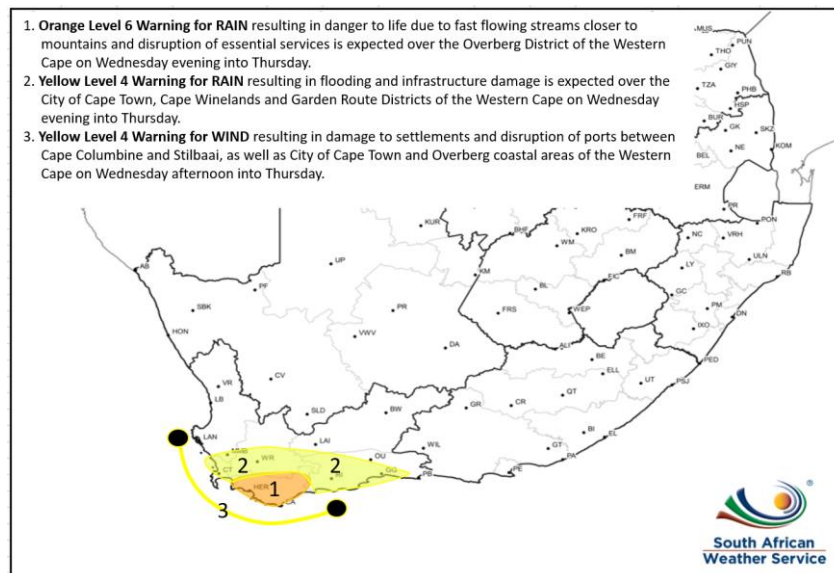 1. Orange Level 6 Warning for RAIN resulting in danger to life due to fast flowing streams closer to
mountains and disruption of essential services is expected over the Overberg District of the Western
Cape on Wednesday evening into Thursday.
2. Yellow Level 4 Warning for RAIN resulting in flooding and infrastructure damage is expected over the
City of Cape Town, Cape Winelands and Garden Route Districts of the Western Cape on Wednesday
evening into Thursday.
3. Yellow Level 4 Warning for WIND resulting in damage to settlements and disruption of ports between
Cape Columbine and Stilbaai, as well as City of Cape Town and Overberg coastal areas of the Western
Cape on Wednesday afternoon into Thursday.
MUS
PUN
THO
GIY
TZA
PHB
HSP
BUR
GK
SKZ
NE
KOM
BEL
ERM
PR
PON
KUR
BHF
KRO
FRF
NC
VRH
WM
BM
UP
AB
KM
LY
ULN
RB
EIC
PF
BL
GC
SBK
PR
FRS
WEP
PM
DN
IXO
HON
VWV
DA
ALI
BE
PED
ELL
CV
QT
UT
PSJ
VR
LB
GR
CR
SLD
BW
BI
EL
LAN
LAI
WIL
GT
PA
WR
OU
PE
CT
2
2
GG
PB
HER
1
3
South African
Weather Service